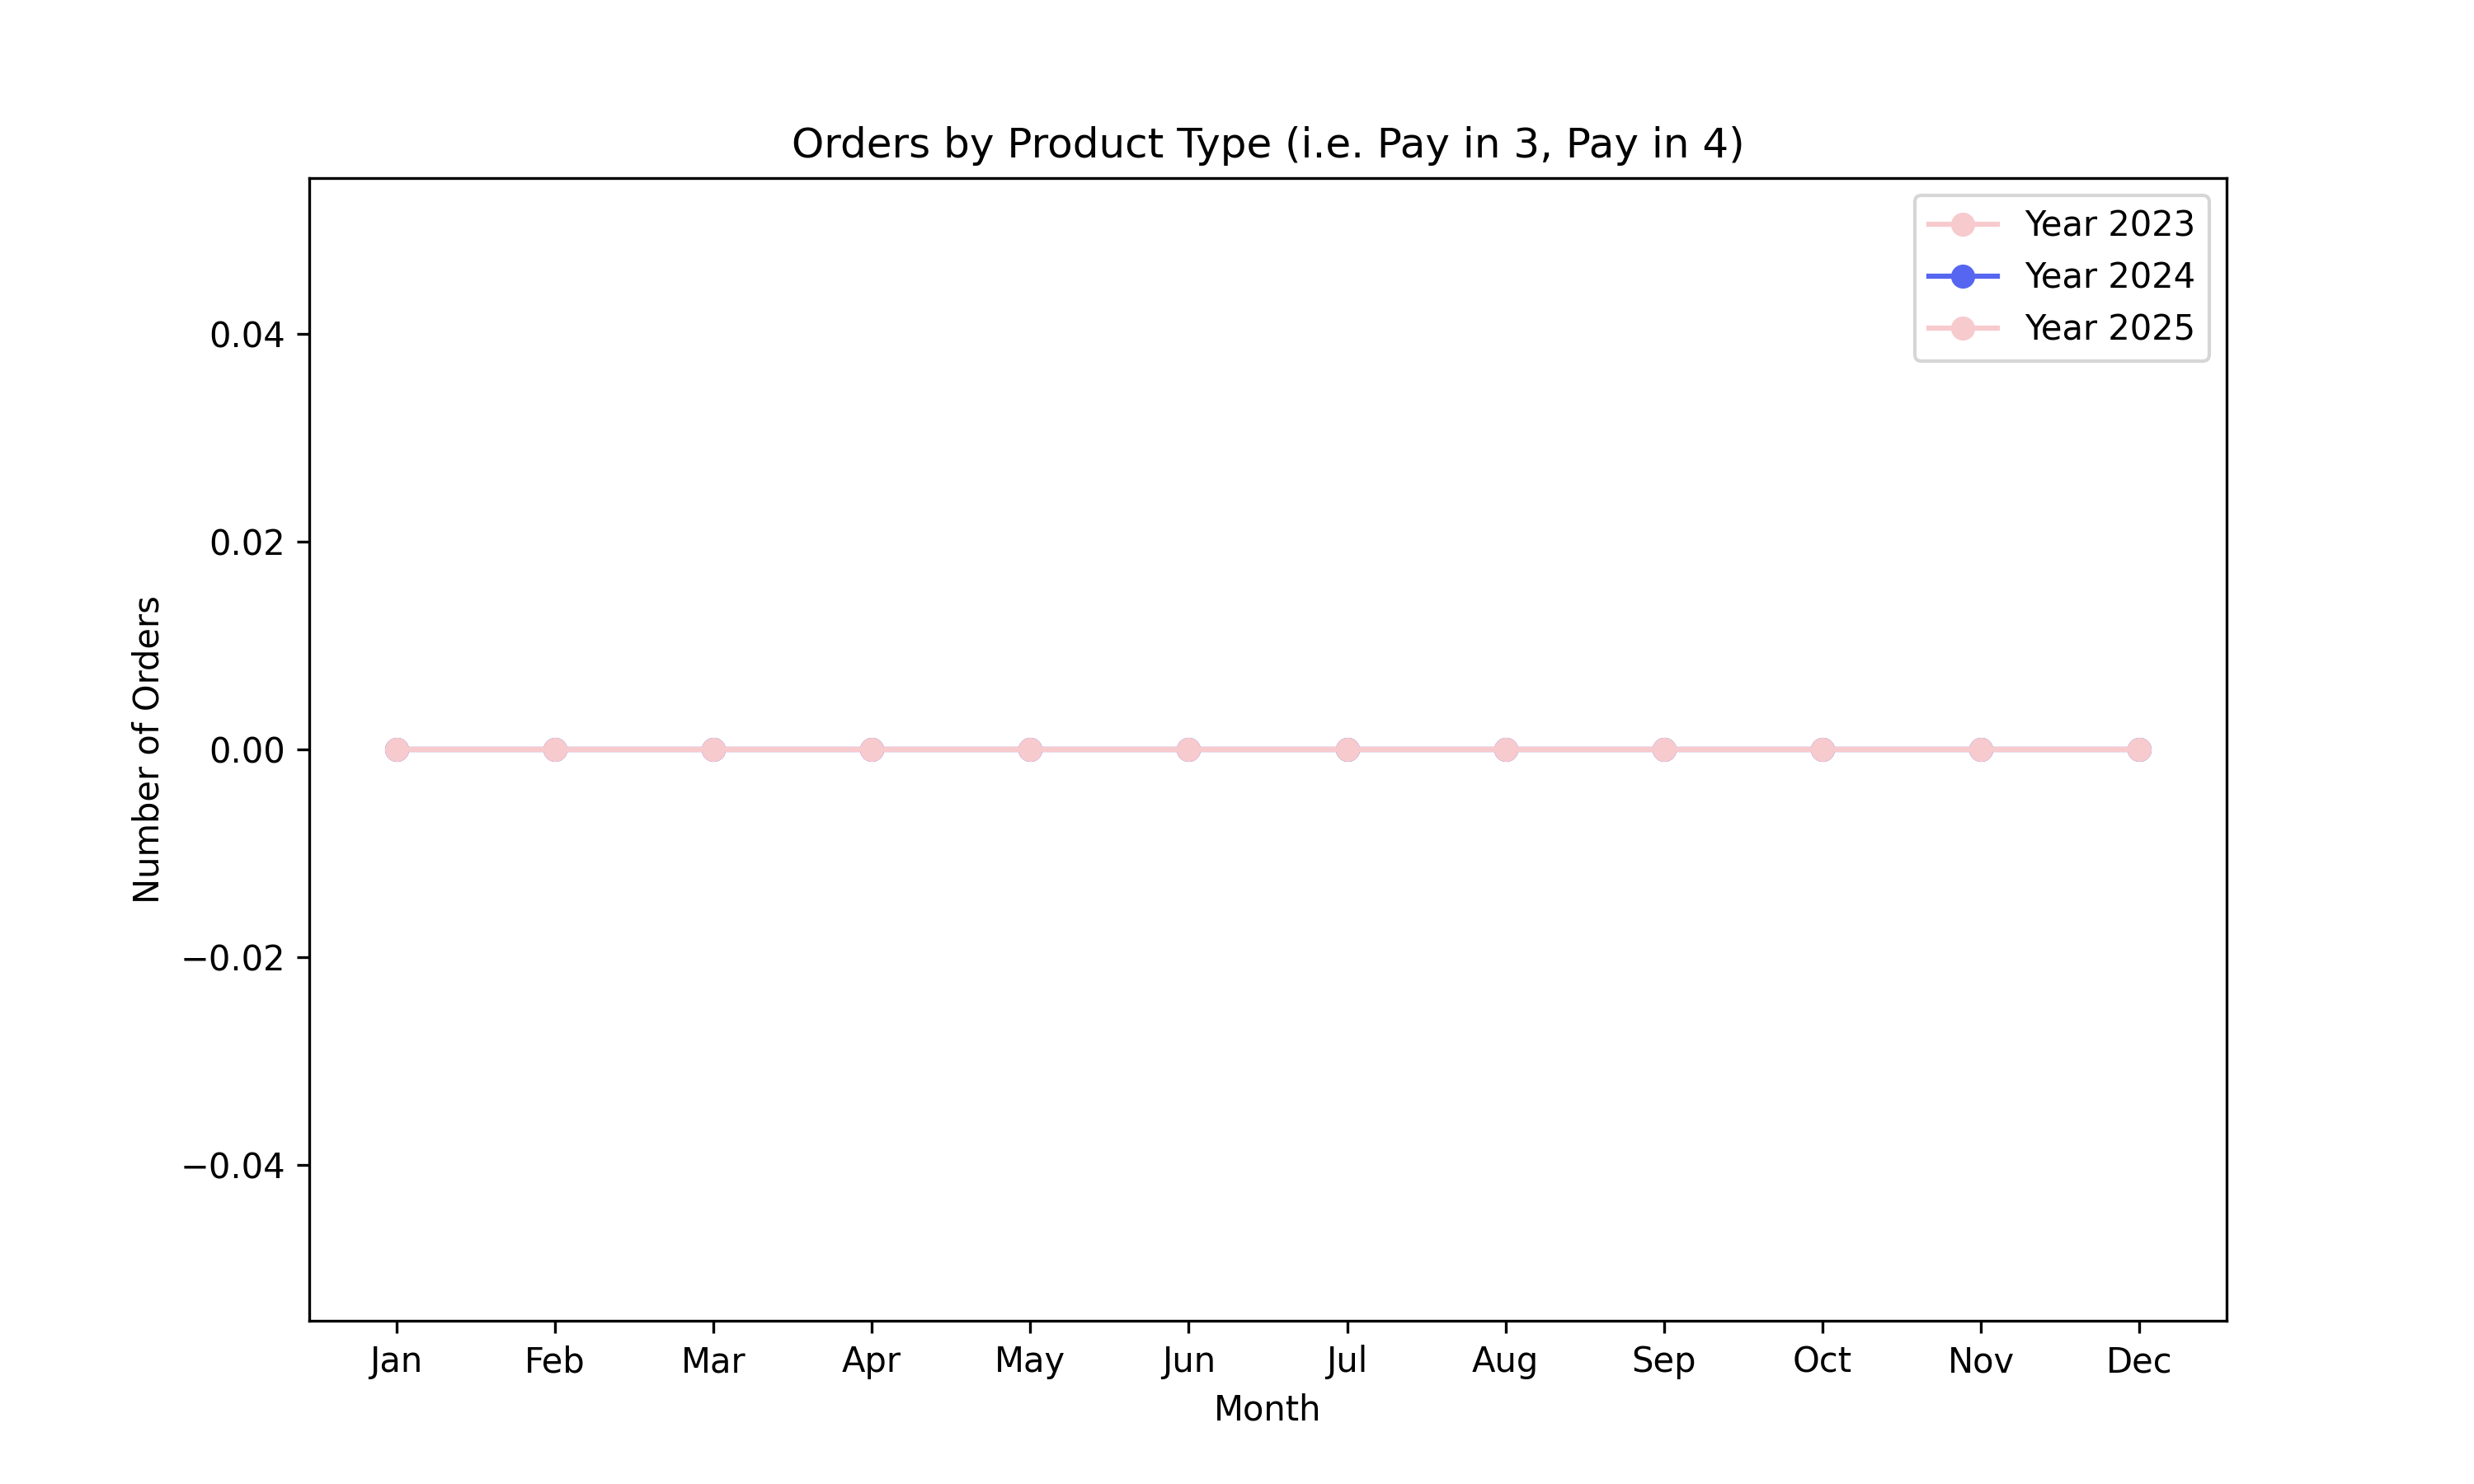 Orders by Product Type (i.e. Pay in 3, Pay in 4)
Year 2023
Year 2024
Year 2025
0.04
0.02
0.00
−0.02
−0.04
Number of Orders
Jan Feb Mar Apr May Jun Jul Aug Sep Oct Nov Dec
Month